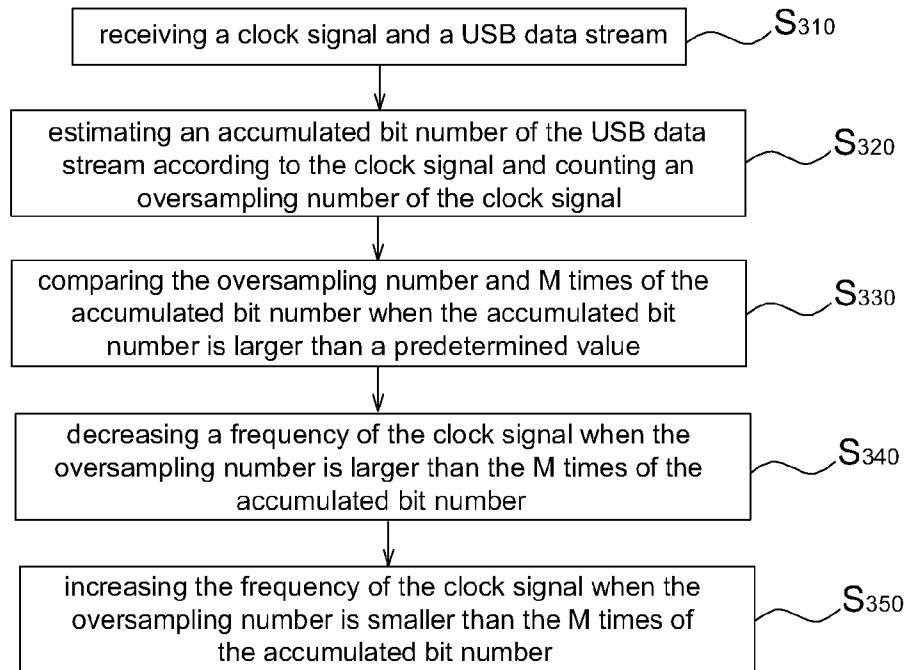 receiving a clock signal and a USB data stream
S310
estimating an accumulated bit number of the USB data
stream according to the clock signal and counting an
oversampling number of the clock signal
S320
comparing the oversampling number and M times of the
accumulated bit number when the accumulated bit
number is larger than a predetermined value
S330
decreasing a frequency of the clock signal when the
oversampling number is larger than the M times of the
accumulated bit number
S340
increasing the frequency of the clock signal when the
oversampling number is smaller than the M times of
the accumulated bit number
S350